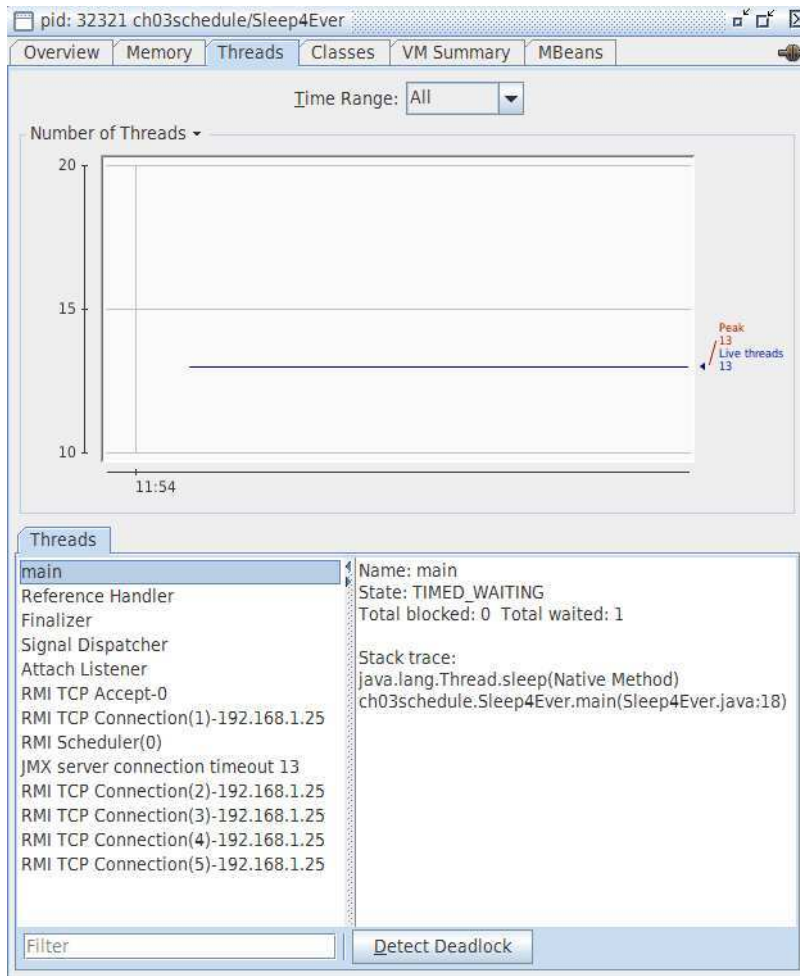 pid: 32321 ch03schedule/Sleep4Ever
Overview Memory Threads Classes VM Summary MBeans
Time Range: All
Number of Threads
20
15
10
Peak
13
Live threads
13
11:54
Threads
main
Reference Handler
Finalizer
Signal Dispatcher
Attach Listener
RMI TCP Accept-0
RMI TCP Connection(1)-192.168.1.25
RMI Scheduler(0)
JMX server connection timeout 13
RMI TCP Connection(2)-192.168.1.25
RMI TCP Connection(3)-192.168.1.25
RMI TCP Connection(4)-192.168.1.25
RMI TCP Connection(5)-192.168.1.25
Name: main
State: TIMED_WAITING
Total blocked: 0 Total waited: 1
Stack trace:
java.lang.Thread.sleep(Native Method)
ch03schedule.Sleep4Ever.main(Sleep4Ever.java:18)
Filter
Detect Deadlock